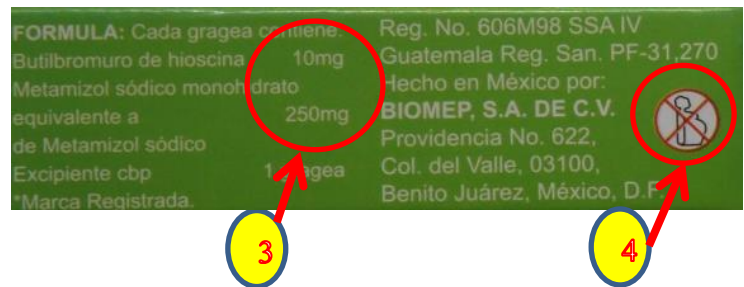 FORMULA: Cada gragea contiene:
Butilbromuro de hioscina 10mg
Metamizol sódico monohidrato
equivalente a 250mg
de Metamizol sódico
Excipiente cbp 1 gragea
*Marca Registrada.
Reg. No. 606M98 SSA IV
Guatemala Reg. San. PF-31,270
Hecho en México por:
BIOMEP, S.A. DE C.V.
Providencia No. 622,
Col. del Valle, 03100,
Benito Juárez, México, D.F.
3
4